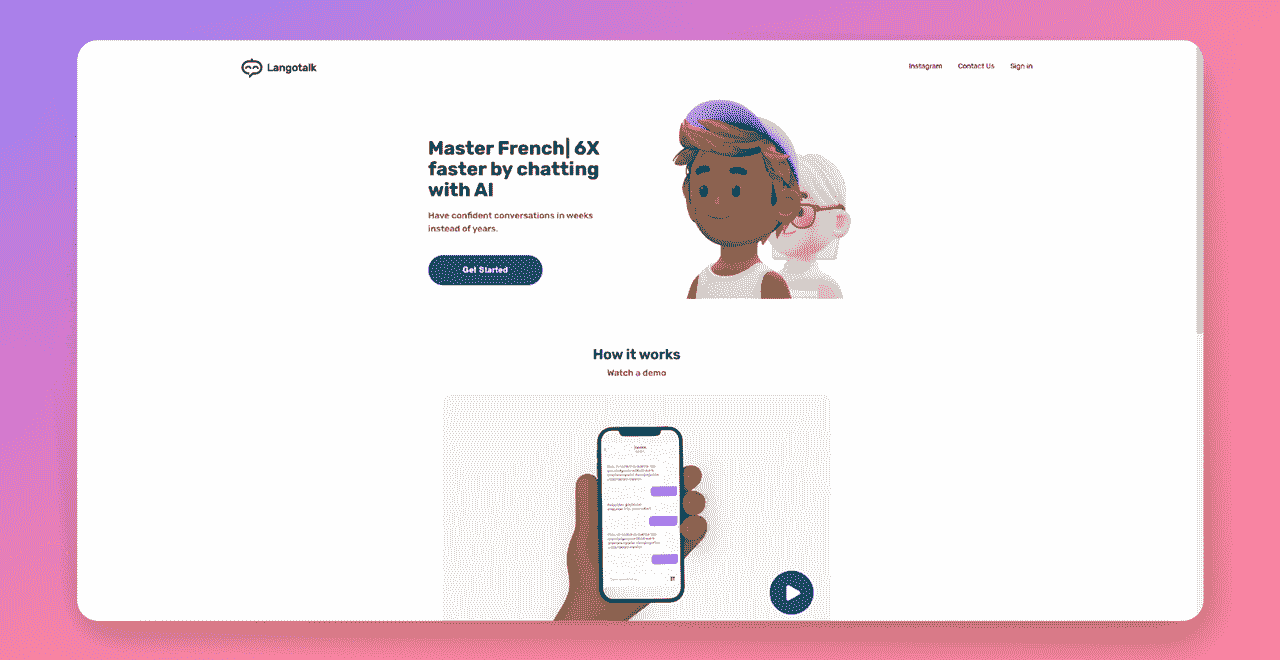 Langotalk
Instagram
Contact Us
Sign in
Master French| 6X
faster by chatting
with AI
Have confident conversations in weeks
instead of years.
Get Started
How it works
Watch a demo